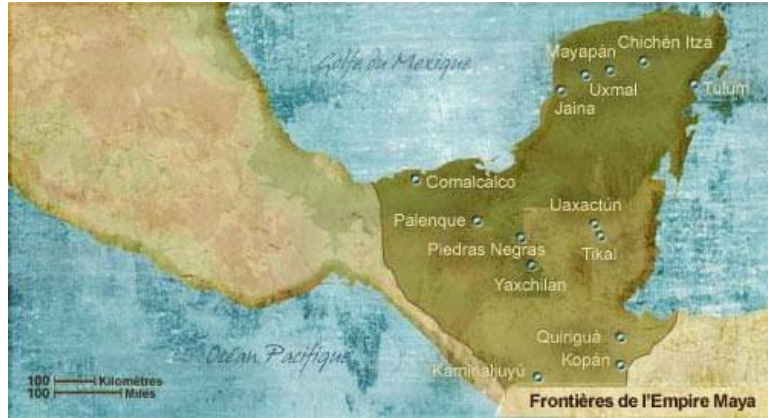 Golfe du Mexique
Mayapán
Chichén Itzá
Uxmal
Jaina
Tulum
Comalcalco
Palenque
Uaxactún
Piedras Negras
Tikal
Yaxchilán
Océan Pacifique
Quiriguá
Kopán
Kaminaljuyú
100 Kilomètres
100 Miles
Frontières de l'Empire Maya